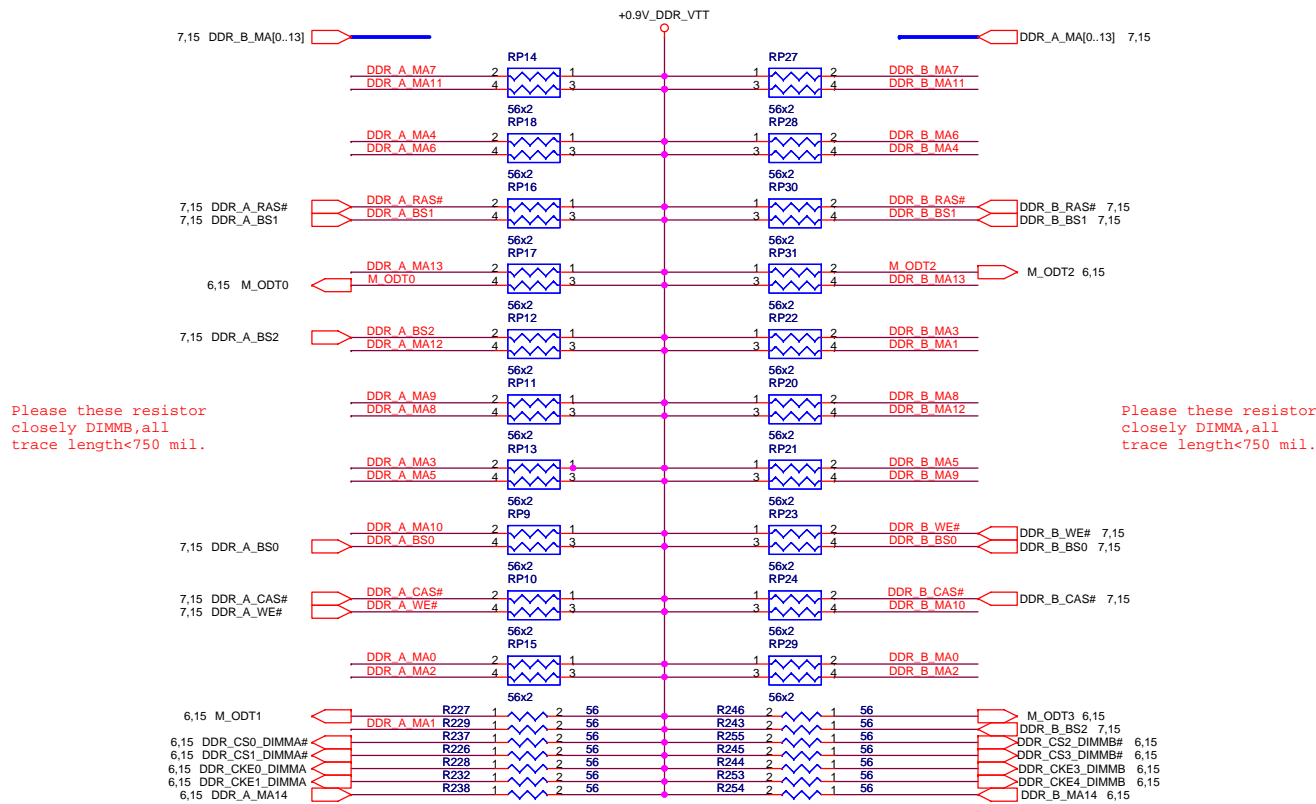 +0.9V_DDR_VTT
7,15 DDR_B_MA[0..13] DDR_A_MA[0..13] 7,15
RP14 RP27
DDR_A_MA7 2 1 1 2 DDR_B_MA7
DDR_A_MA11 4 3 3 4 DDR_B_MA11
56x2 56x2
RP18 RP28
DDR_A_MA4 2 1 1 2 DDR_B_MA6
DDR_A_MA6 4 3 3 4 DDR_B_MA4
56x2 56x2
RP16 RP30
7,15 DDR_A_RAS# DDR_A_RAS# 2 1 1 2 DDR_B_RAS# DDR_B_RAS# 7,15
7,15 DDR_A_BS1 DDR_A_BS1 4 3 3 4 DDR_B_BS1 DDR_B_BS1 7,15
56x2 56x2
RP17 RP31
DDR_A_MA13 2 1 1 2 M_ODT2 M_ODT2 6,15
6,15 M_ODT0 M_ODT0 4 3 3 4 DDR_B_MA13
56x2 56x2
RP12 RP22
7,15 DDR_A_BS2 DDR_A_BS2 2 1 1 2 DDR_B_MA3
DDR_A_MA12 4 3 3 4 DDR_B_MA1
56x2 56x2
RP11 RP20
DDR_A_MA9 2 1 1 2 DDR_B_MA8
DDR_A_MA8 4 3 3 4 DDR_B_MA12
Please these resistor
closely DIMMB,all
trace length<750 mil.
Please these resistor
closely DIMMA,all
trace length<750 mil.
56x2 56x2
RP13 RP21
DDR_A_MA3 2 1 1 2 DDR_B_MA5
DDR_A_MA5 4 3 3 4 DDR_B_MA9
56x2 56x2
RP9 RP23
DDR_A_MA10 2 1 1 2 DDR_B_WE# DDR_B_WE# 7,15
7,15 DDR_A_BS0 DDR_A_BS0 4 3 3 4 DDR_B_BS0 DDR_B_BS0 7,15
56x2 56x2
RP10 RP24
7,15 DDR_A_CAS# DDR_A_CAS# 2 1 1 2 DDR_B_CAS# DDR_B_CAS# 7,15
7,15 DDR_A_WE# DDR_A_WE# 4 3 3 4 DDR_B_MA10
56x2 56x2
RP15 RP29
DDR_A_MA0 2 1 1 2 DDR_B_MA0
DDR_A_MA2 4 3 3 4 DDR_B_MA2
56x2 56x2
6,15 M_ODT1 R227 1 2 56 R246 2 1 56 M_ODT3 6,15
DDR_A_MA1 R229 1 2 56 R243 2 1 56 DDR_B_BS2 7,15
6,15 DDR_CS0_DIMMA# R237 1 2 56 R255 2 1 56 DDR_CS2_DIMMB# 6,15
6,15 DDR_CS1_DIMMA# R226 1 2 56 R245 2 1 56 DDR_CS3_DIMMB# 6,15
6,15 DDR_CKE0_DIMMA R228 1 2 56 R244 2 1 56 DDR_CKE3_DIMMB 6,15
6,15 DDR_CKE1_DIMMA R232 1 2 56 R253 2 1 56 DDR_CKE4_DIMMB 6,15
6,15 DDR_A_MA14 R238 1 2 56 R254 2 1 56 DDR_B_MA14 6,15